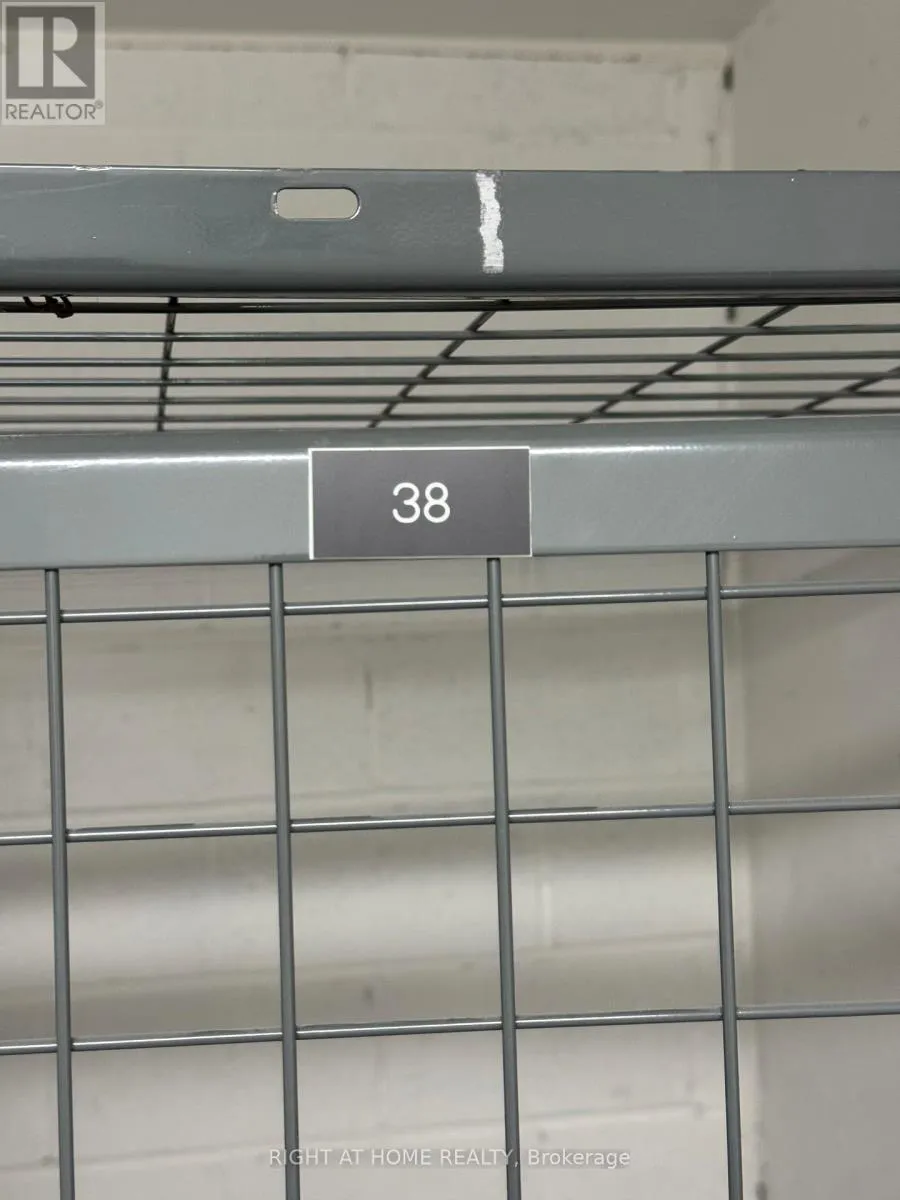 R
REALTOR®
38
RIGHT AT HOME REALTY, Brokerage